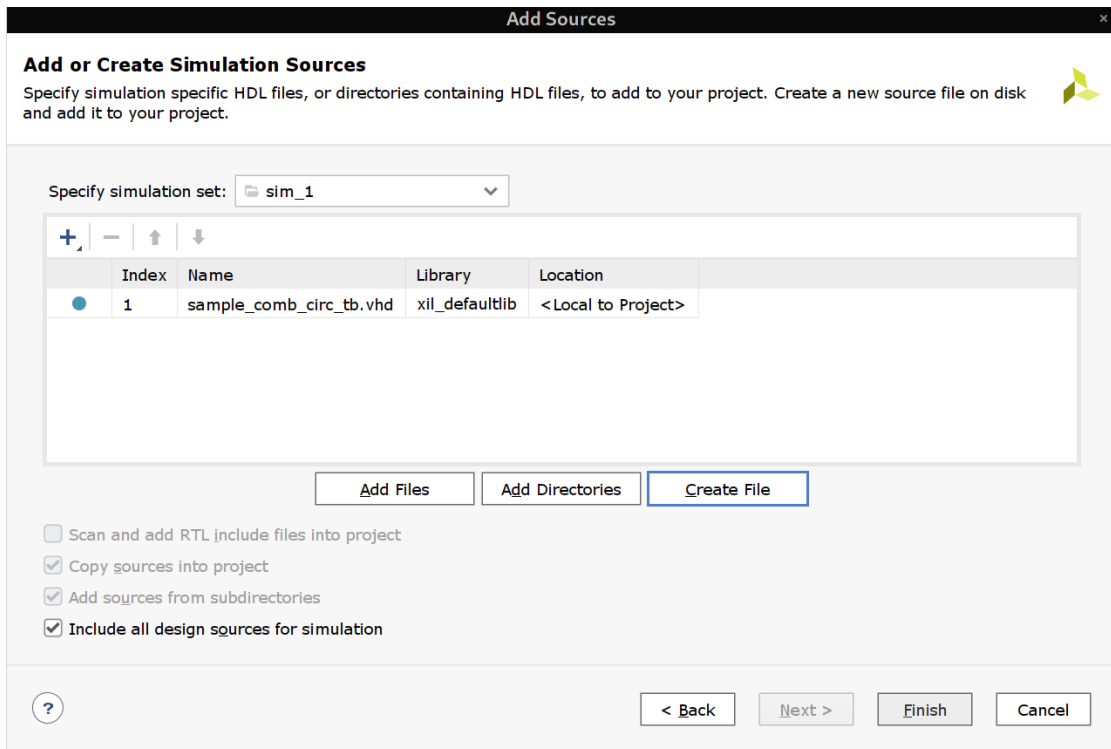 Add Sources
Add or Create Simulation Sources
Specify simulation specific HDL files, or directories containing HDL files, to add to your project. Create a new source file on disk
and add it to your project.
Specify simulation set: sim_1
Index Name Library Location
1 sample_comb_circ_tb.vhd xil_defaultlib <Local to Project>
Add Files Add Directories Create File
Scan and add RTL include files into project
Copy sources into project
Add sources from subdirectories
Include all design sources for simulation
? < Back Next > Finish Cancel